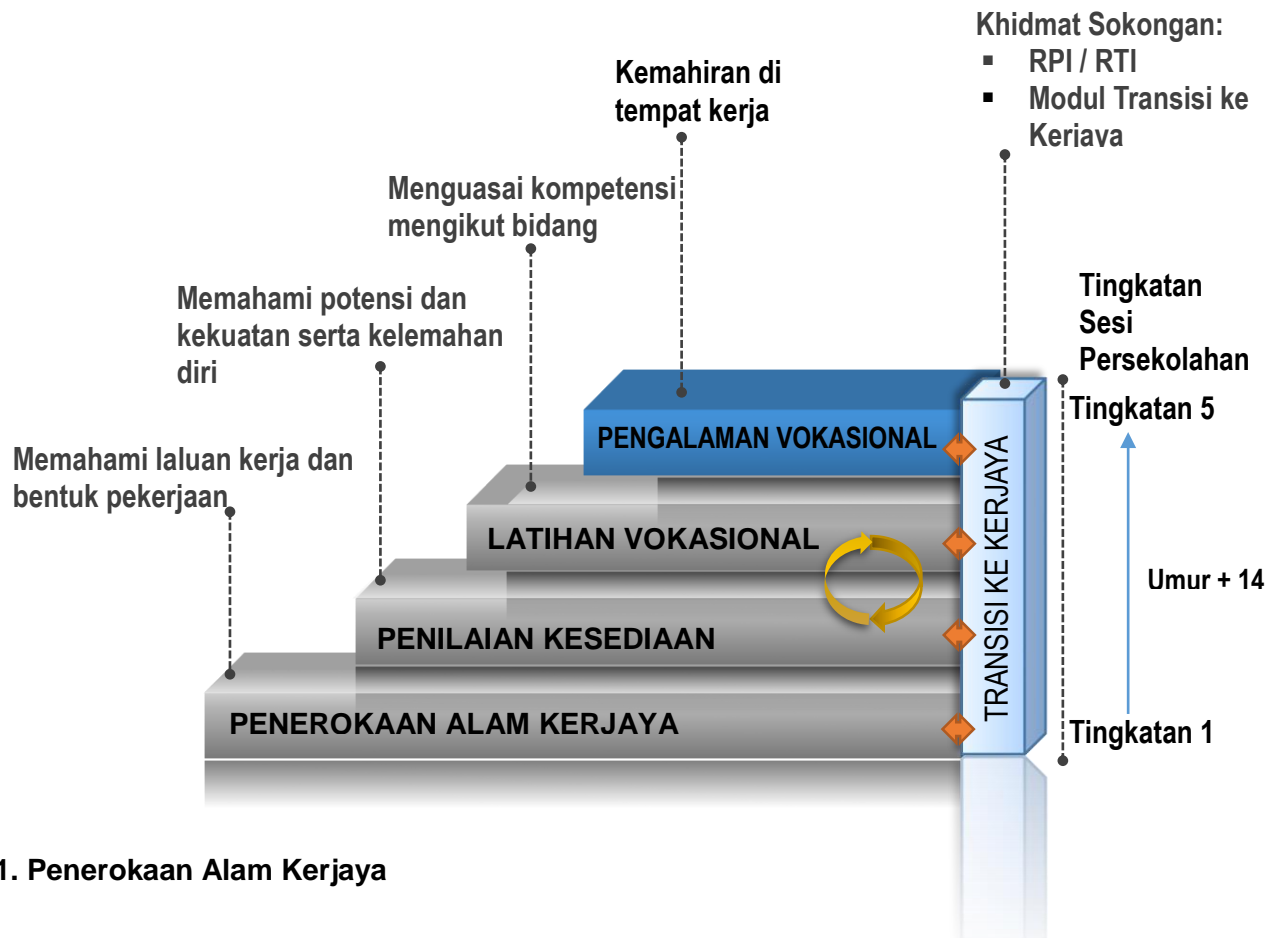 Khidmat Sokongan:
▪ RPI / RTI
▪ Modul Transisi ke
Kerjaya
Kemahiran di
tempat kerja
Menguasai kompetensi
mengikut bidang
Memahami potensi dan
kekuatan serta kelemahan
diri
Memahami laluan kerja dan
bentuk pekerjaan
Tingkatan
Sesi
Persekolahan
Tingkatan 5
Umur + 14
Tingkatan 1
PENGALAMAN VOKASIONAL
LATIHAN VOKASIONAL
PENILAIAN KESEDIAAN
PENEROKAAN ALAM KERJAYA
TRANSISI KE KERJAYA
1. Penerokaan Alam Kerjaya